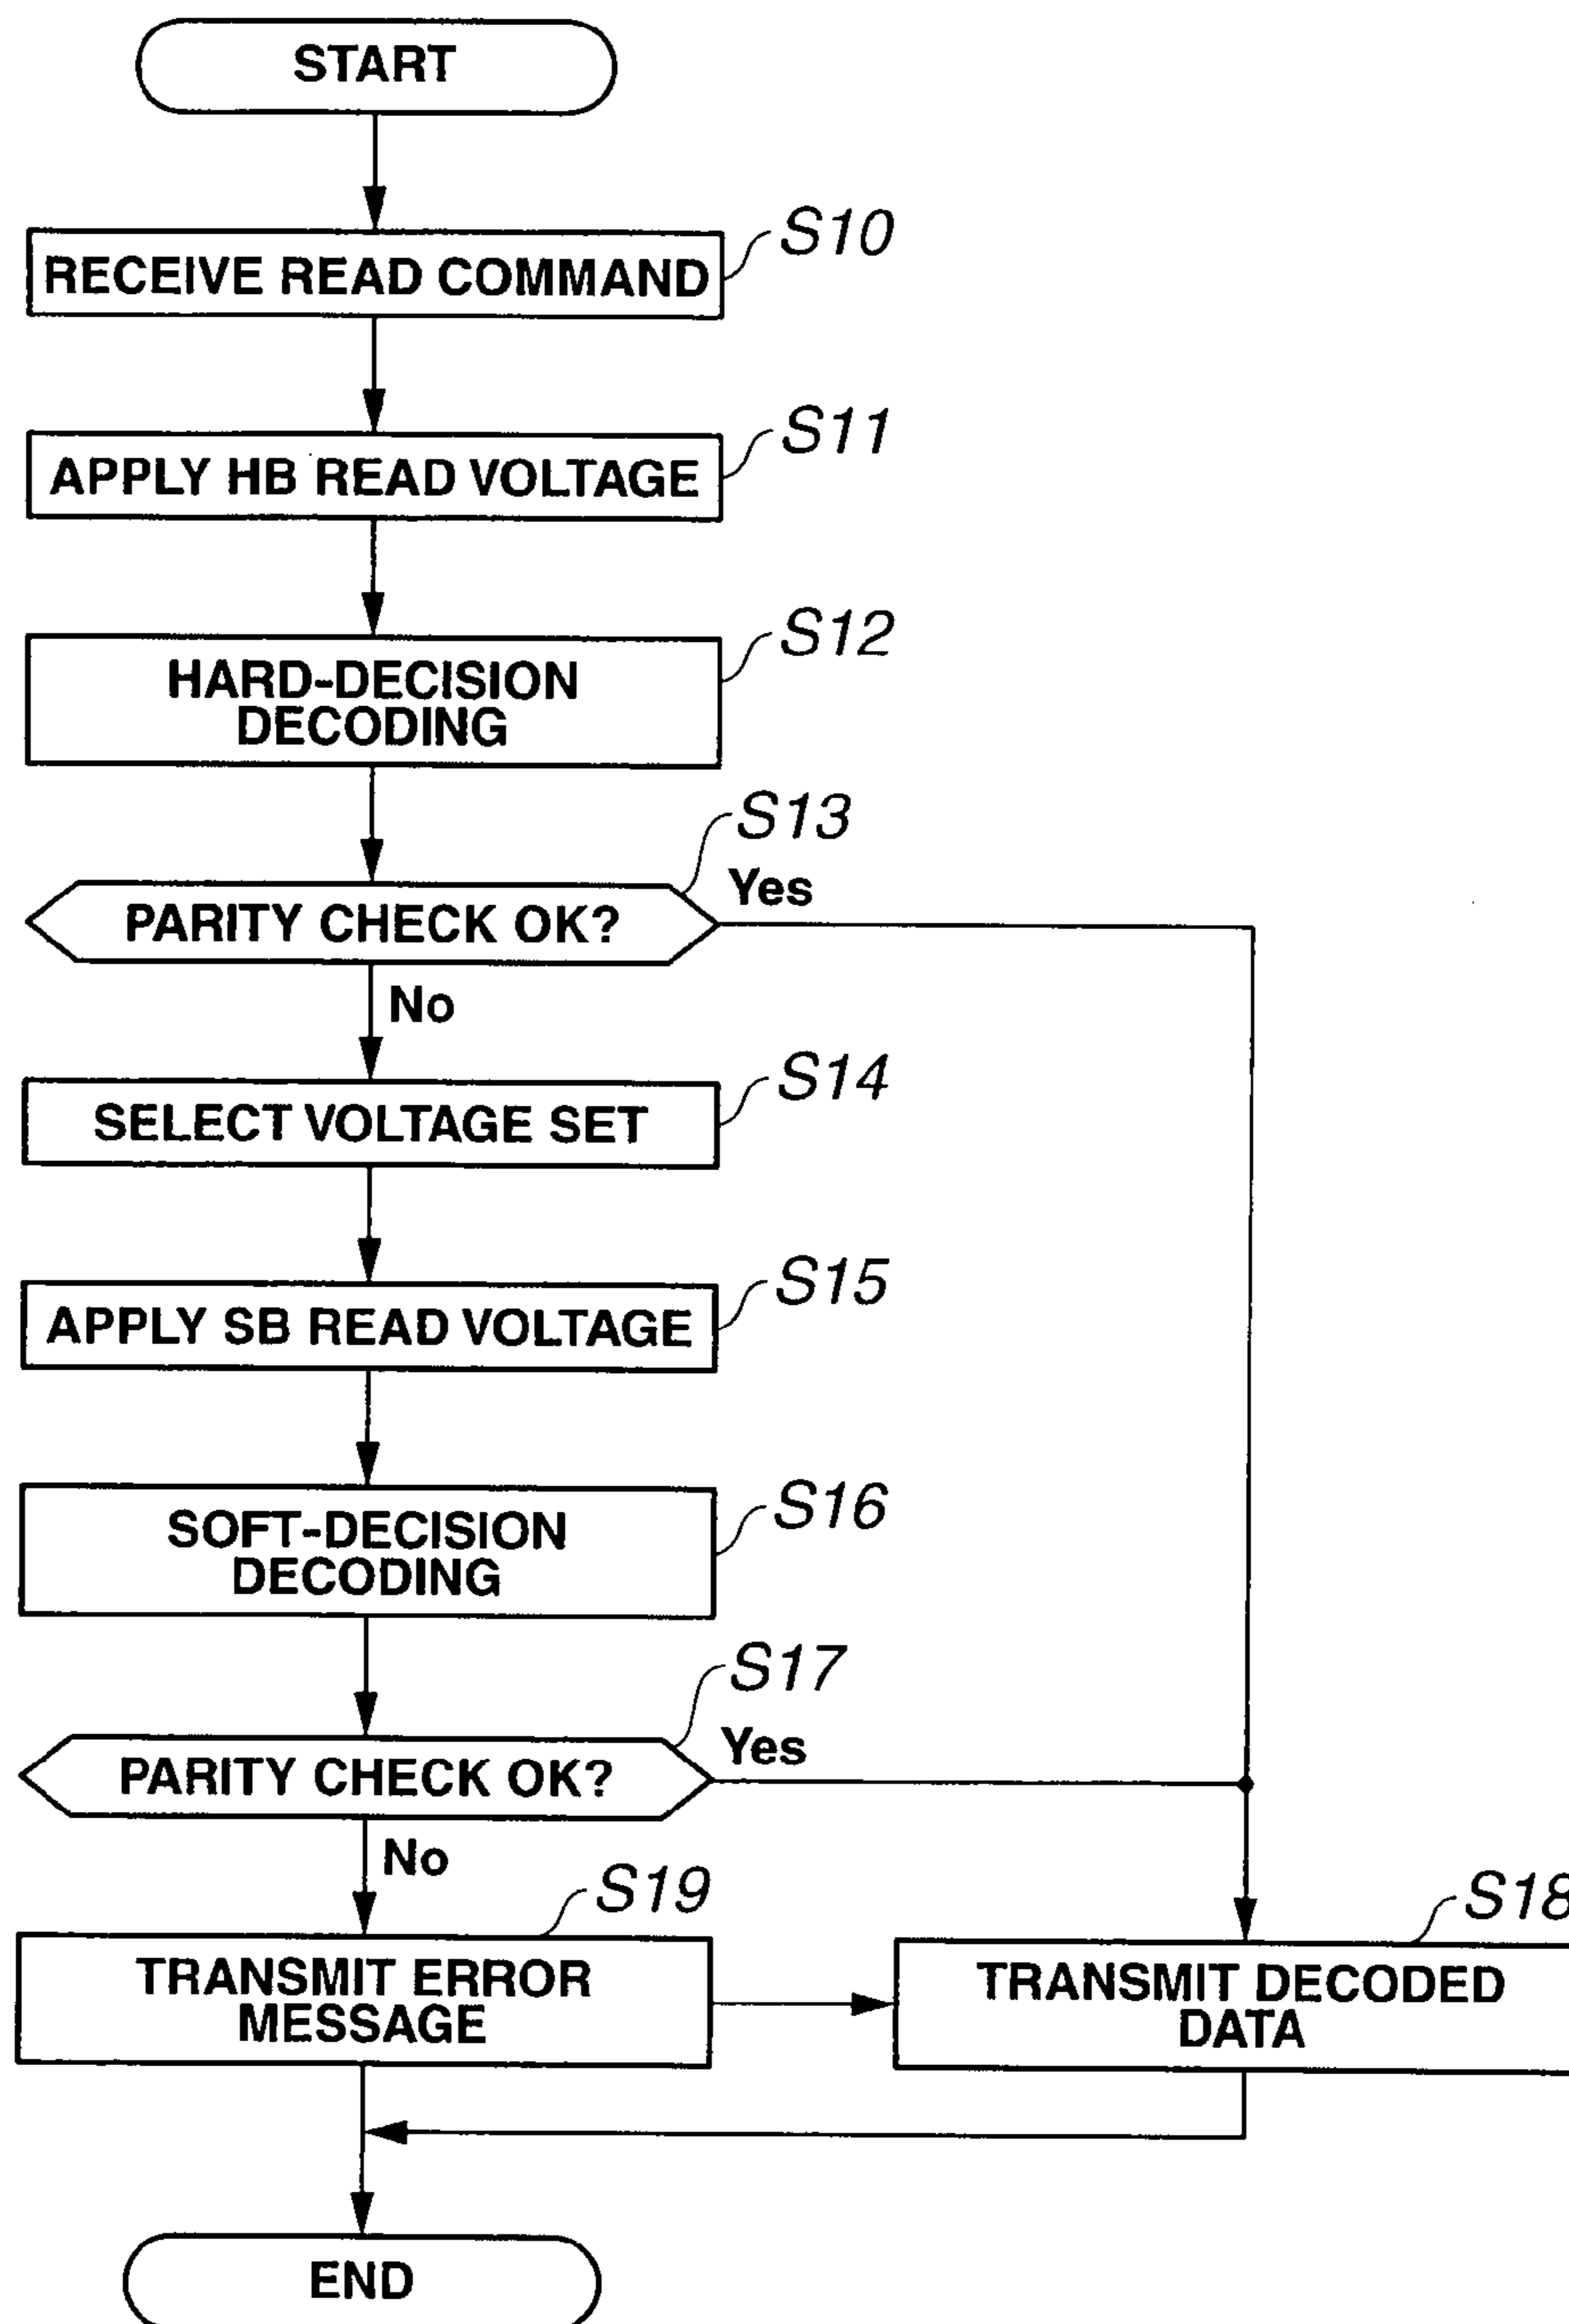 START
S10
RECEIVE READ COMMAND
S11
APPLY HB READ VOLTAGE
S12
HARD-DECISION
DECODING
S13
PARITY CHECK OK?
Yes
No
S14
SELECT VOLTAGE SET
S15
APPLY SB READ VOLTAGE
S16
SOFT-DECISION
DECODING
S17
PARITY CHECK OK?
Yes
No
S19
TRANSMIT ERROR
MESSAGE
S18
TRANSMIT DECODED
DATA
END